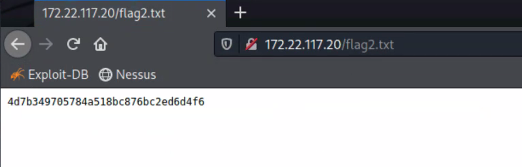 172.22.117.20/flag2.txt
172.22.117.20/flag2.txt
Exploit-DB Nessus
4d7b349705784a518bc876bc2ed6d4f6